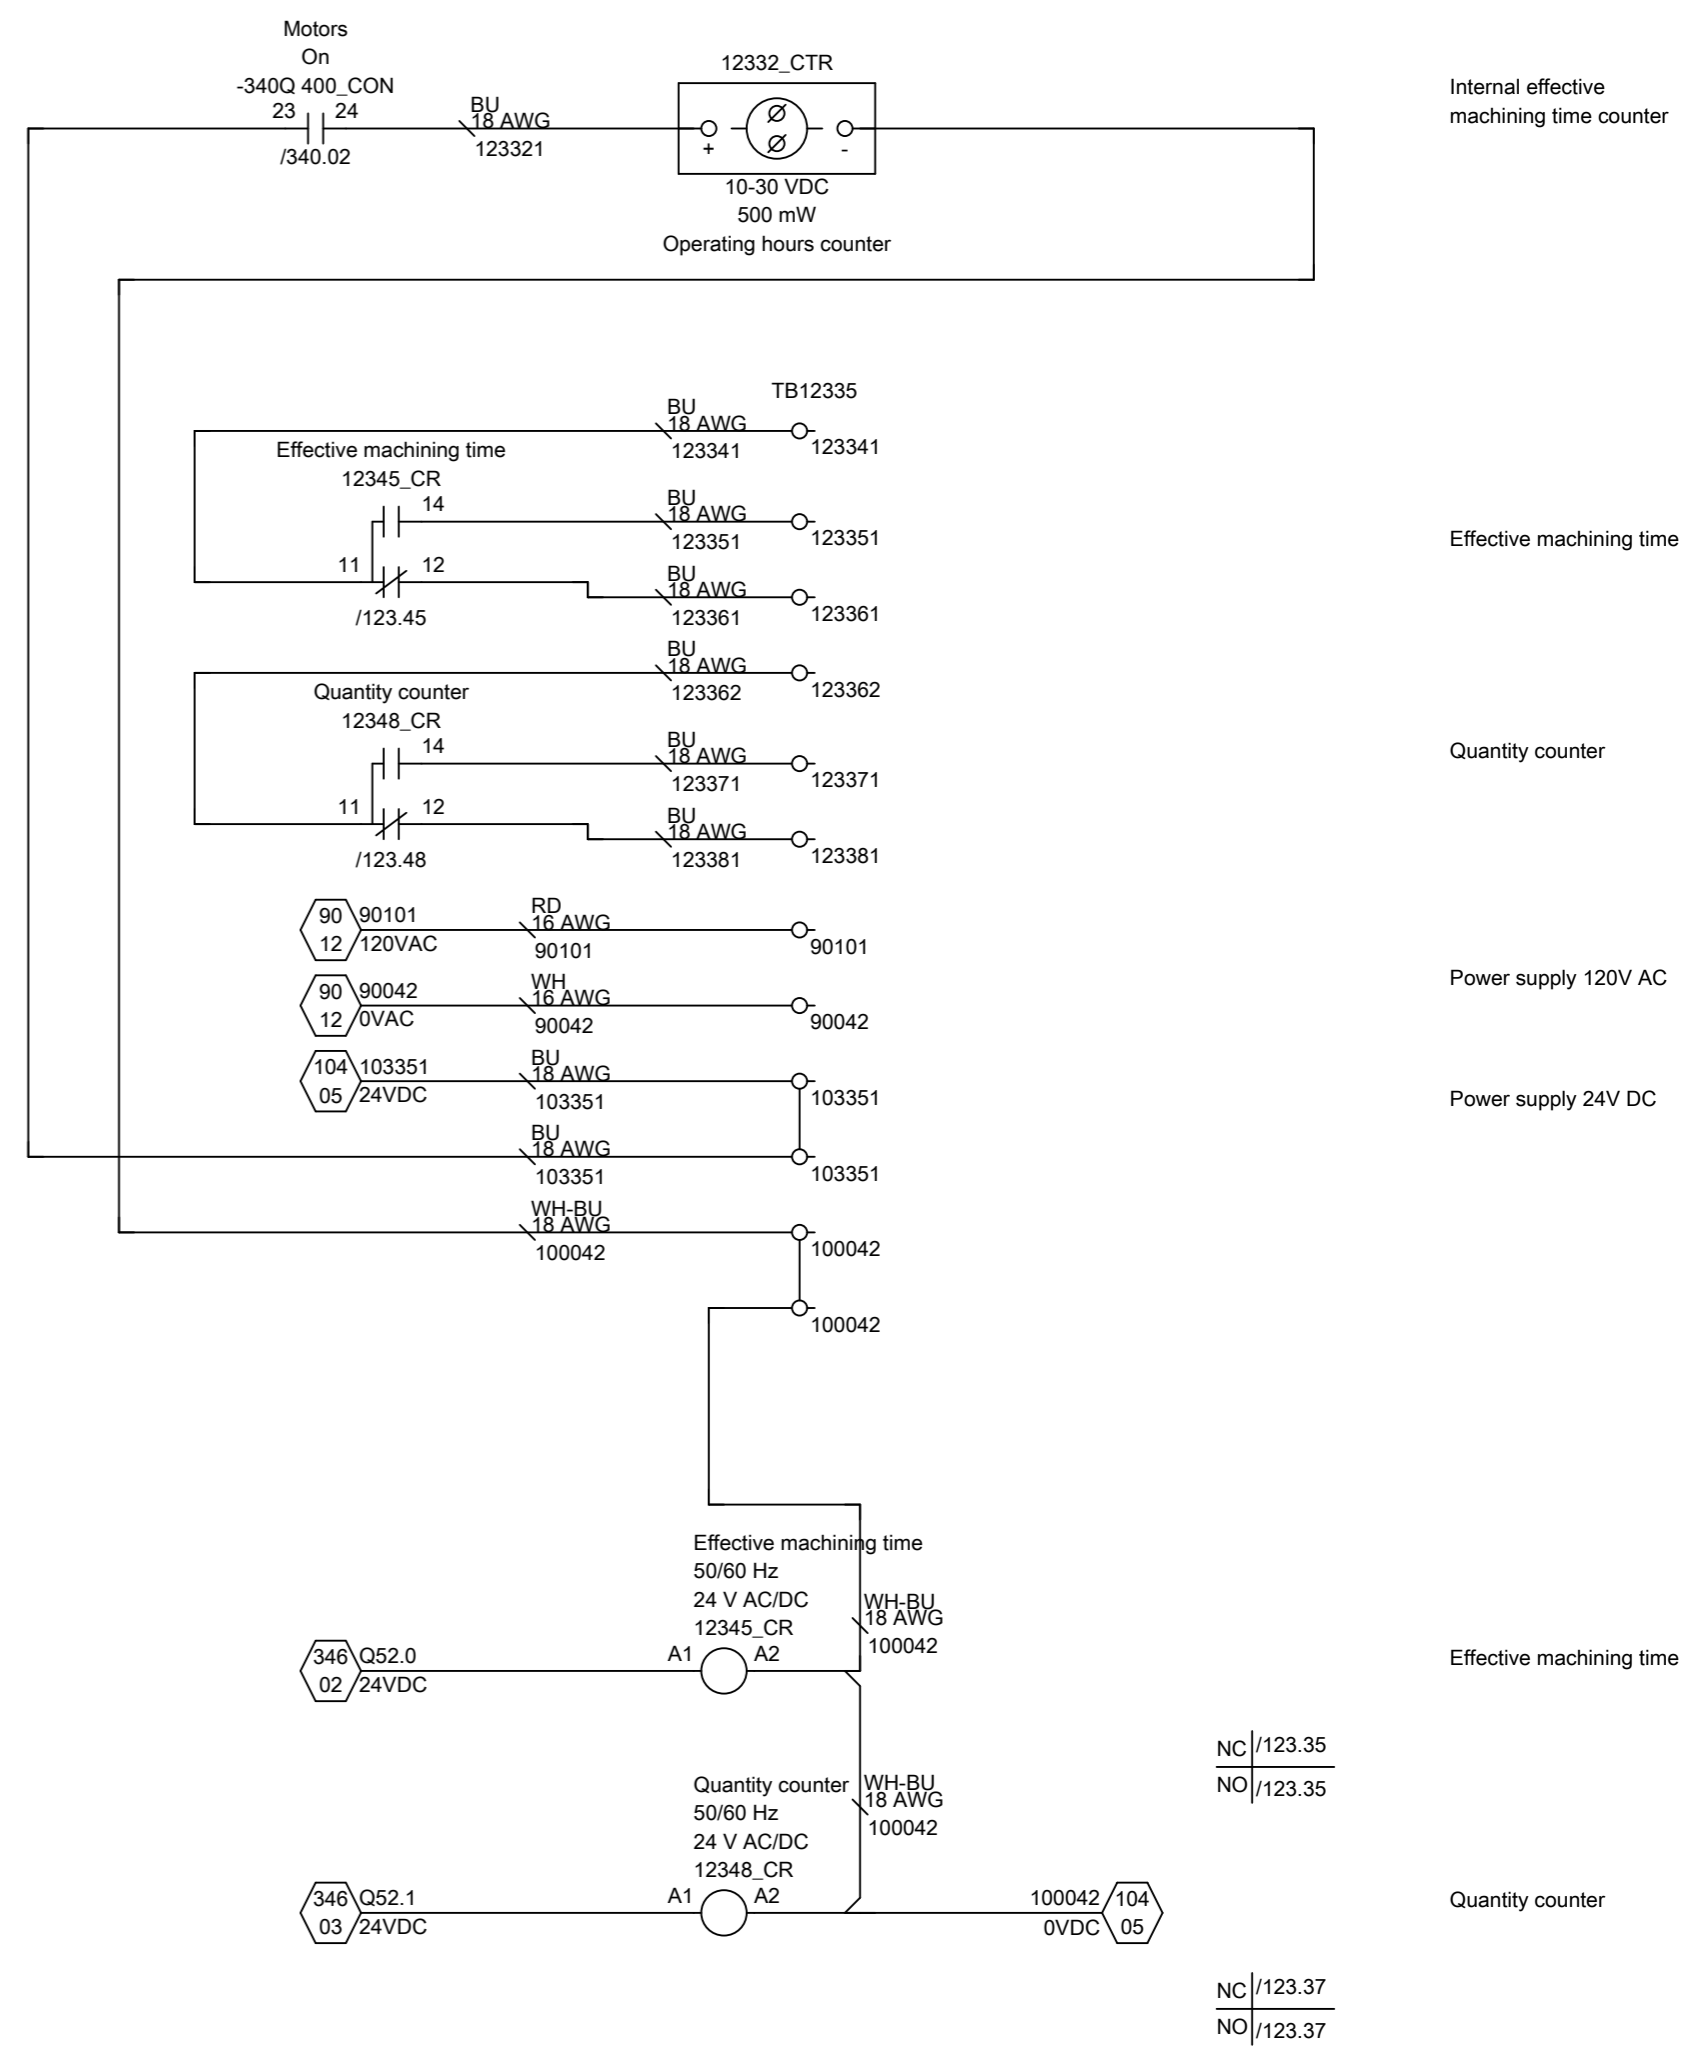 Motors
On
-340Q 400_CON
23 24
/340.02
BU
18 AWG
123321
12332_CTR
+ -
10-30 VDC
500 mW
Operating hours counter
Internal effective
machining time counter
TB12335
BU
18 AWG
123341
123341
Effective machining time
12345_CR
14
BU
18 AWG
123351
123351
Effective machining time
11 12
/123.45
BU
18 AWG
123361
123361
BU
18 AWG
123362
123362
Quantity counter
12348_CR
14
BU
18 AWG
123371
123371
Quantity counter
11 12
/123.48
BU
18 AWG
123381
123381
90
12
90101
120VAC
RD
16 AWG
90101
90101
90
12
90042
0VAC
WH
16 AWG
90042
90042
Power supply 120V AC
104
05
103351
24VDC
BU
18 AWG
103351
103351
Power supply 24V DC
BU
18 AWG
103351
103351
WH-BU
18 AWG
100042
100042
100042
Effective machining time
50/60 Hz
24 V AC/DC
12345_CR
A1 A2
WH-BU
18 AWG
100042
346
02
Q52.0
24VDC
Effective machining time
NC /123.35
NO /123.35
Quantity counter
50/60 Hz
24 V AC/DC
12348_CR
A1 A2
WH-BU
18 AWG
100042
346
03
Q52.1
24VDC
100042
0VDC
104
05
Quantity counter
NC /123.37
NO /123.37